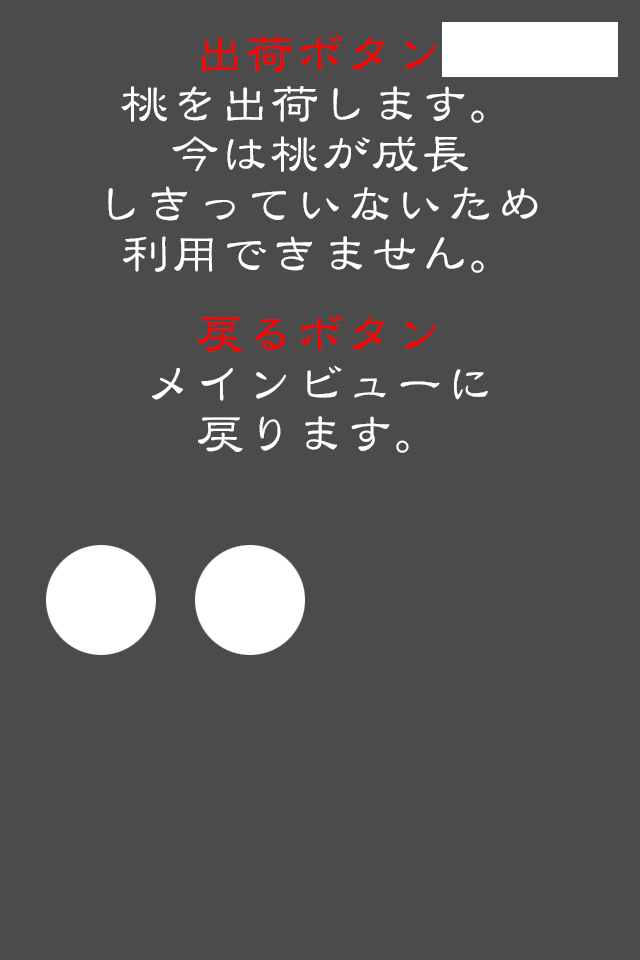 出荷ボタン
桃を出荷します。
今は桃が成長
しきっていないため
利用できません。
戻るボタン
メインビューに
戻ります。